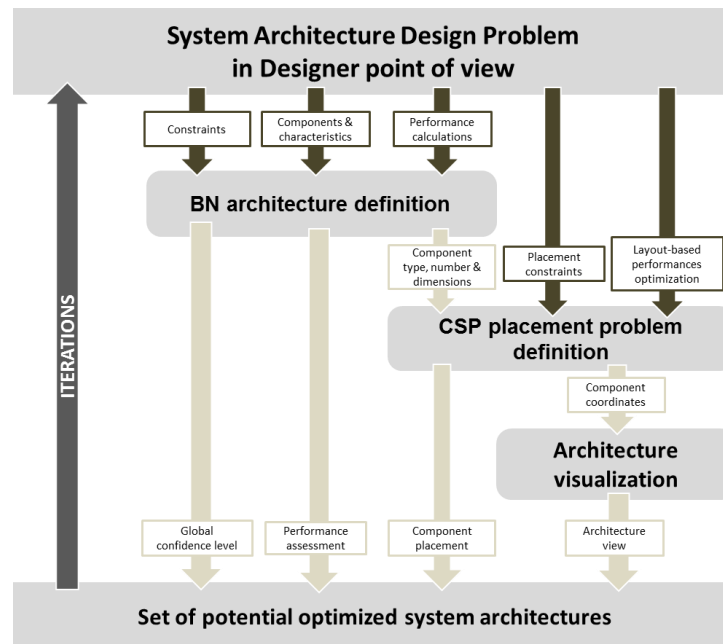 System Architecture Design Problem
in Designer point of view
Constraints
Components &
characteristics
Performance
calculations
BN architecture definition
Component
type, number &
dimensions
Placement
constraints
Layout-based
performances
optimization
CSP placement problem
definition
Component
coordinates
Architecture
visualization
ITERATIONS
Global
confidence level
Performance
assessment
Component
placement
Architecture
view
Set of potential optimized system architectures